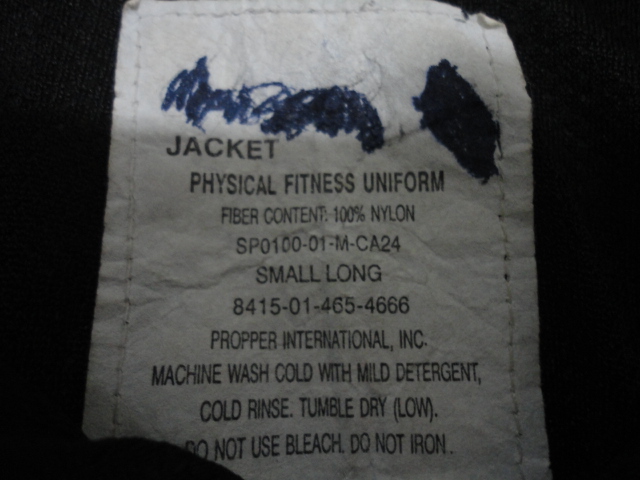 JACKET
PHYSICAL FITNESS UNIFORM
FIBER CONTENT: 100% NYLON
SP0100-01-M-CA24
SMALL LONG
8415-01-465-4666
PROPPER INTERNATIONAL, INC.
MACHINE WASH COLD WITH MILD DETERGENT,
COLD RINSE. TUMBLE DRY (LOW).
DO NOT USE BLEACH. DO NOT IRON.